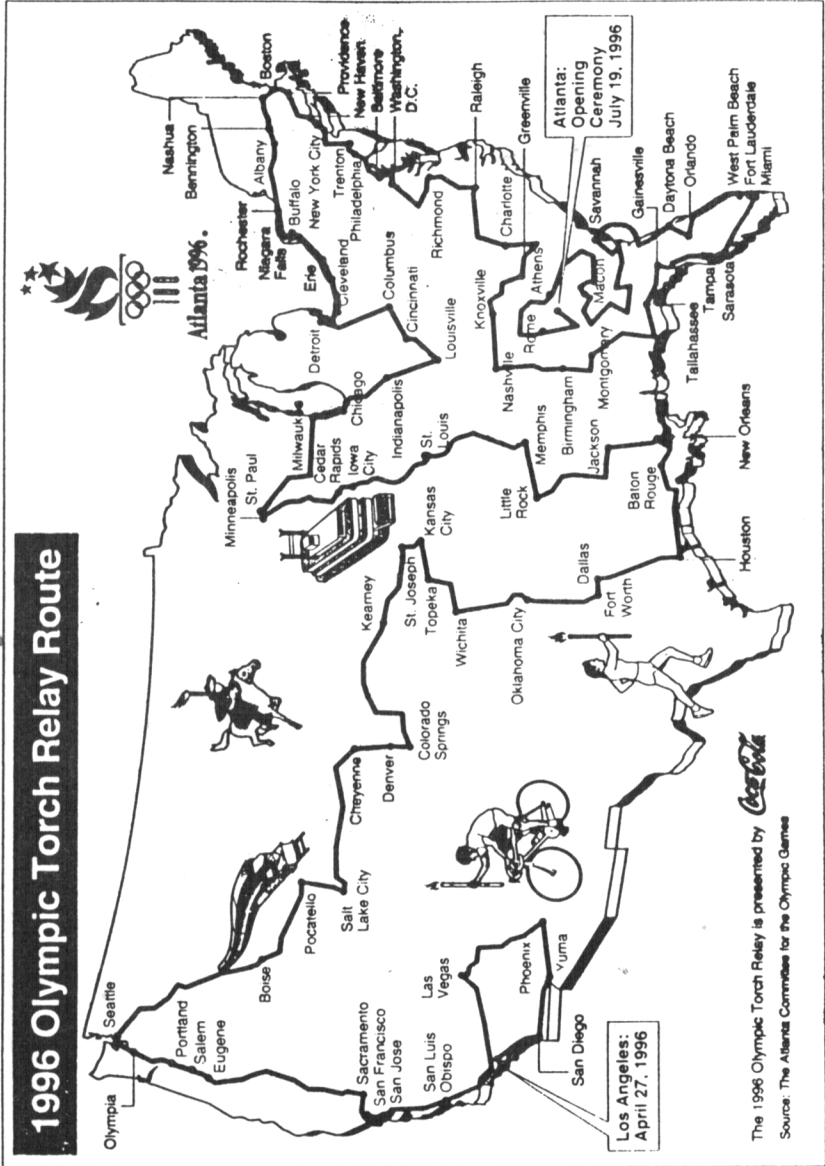 1996 Olympic Torch Relay Route
Atlanta 1996.
Seattle
Olympia
Portland
Salem
Eugene
Sacramento
San Francisco
San Jose
San Luis
Obispo
Los Angeles:
April 27, 1996
San Diego
Yuma
Phoenix
Las
Vegas
Boise
Pocatello
Salt
Lake City
Cheyenne
Denver
Colorado
Springs
Kearney
St. Joseph
Kansas
City
Topeka
Wichita
Oklahoma City
Dallas
Fort
Worth
Houston
New Orleans
Baton
Rouge
Jackson
Little
Rock
Memphis
St.
Louis
Iowa
City
Cedar
Rapids
Minneapolis
St. Paul
Milwaukee
Chicago
Indianapolis
Louisville
Cincinnati
Columbus
Detroit
Cleveland
Erie
Niagara
Falls
Buffalo
Rochester
Albany
Bennington
Nashua
Boston
Providence
New Haven
New York City
Trenton
Philadelphia
Baltimore
Washington,
D.C.
Richmond
Raleigh
Charlotte
Greenville
Athens
Knoxville
Nashville
Birmingham
Montgomery
Rome
Atlanta:
Opening
Ceremony
July 19, 1996
Macon
Savannah
Gainesville
Daytona Beach
Orlando
West Palm Beach
Fort Lauderdale
Miami
Sarasota
Tampa
Tallahassee
The 1996 Olympic Torch Relay is presented by Coca-Cola
Source: The Atlanta Committee for the Olympic Games